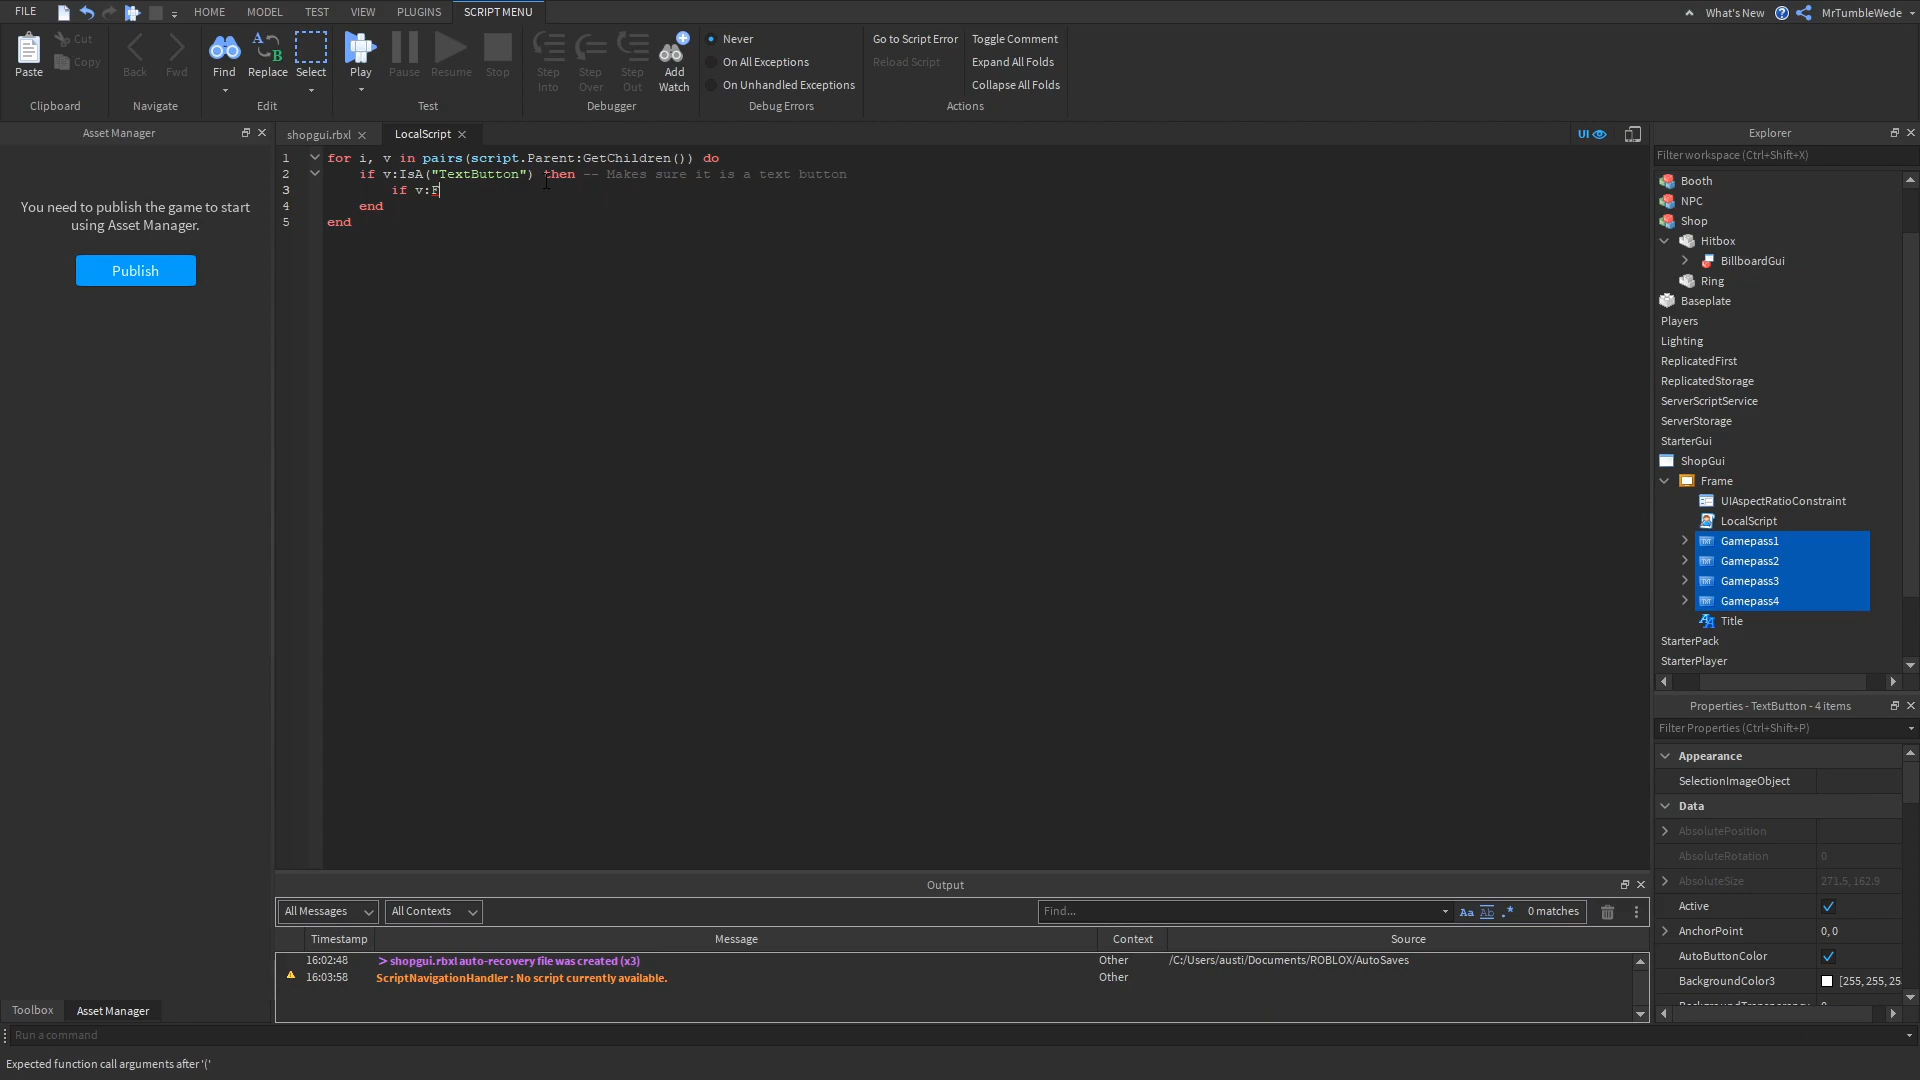 FILE
HOME
MODEL
TEST
VIEW
PLUGINS
SCRIPT MENU
What's New
MrTumbleWede
Paste
Cut
Copy
Clipboard
Back
Fwd
Navigate
Find
Replace
Select
Edit
Play
Pause
Resume
Stop
Test
Step
Into
Step
Over
Step
Out
Add
Watch
Debugger
Never
On All Exceptions
On Unhandled Exceptions
Debug Errors
Go to Script Error
Reload Script
Toggle Comment
Expand All Folds
Collapse All Folds
Actions
Asset Manager
You need to publish the game to start
using Asset Manager.
Publish
Toolbox
Asset Manager
shopgui.rbxl
LocalScript
UI
1 for i, v in pairs(script.Parent:GetChildren()) do
2 if v:IsA("TextButton") then -- Makes sure it is a text button
3 if v:F
4 end
5 end
Output
All Messages
All Contexts
Find...
Aa
Ab
.*
0 matches
Timestamp Message Context Source
16:02:48 > shopgui.rbxl auto-recovery file was created (x3) Other /C:/Users/austi/Documents/ROBLOX/AutoSaves
16:03:58 ScriptNavigationHandler : No script currently available. Other
Explorer
Filter workspace (Ctrl+Shift+X)
Booth
NPC
Shop
Hitbox
BillboardGui
Ring
Baseplate
Players
Lighting
ReplicatedFirst
ReplicatedStorage
ServerScriptService
ServerStorage
StarterGui
ShopGui
Frame
UIAspectRatioConstraint
LocalScript
Gamepass1
Gamepass2
Gamepass3
Gamepass4
Title
StarterPack
StarterPlayer
Properties - TextButton - 4 items
Filter Properties (Ctrl+Shift+P)
Appearance
SelectionImageObject
Data
AbsolutePosition
AbsoluteRotation 0
AbsoluteSize 271.5, 162.9
Active
AnchorPoint 0, 0
AutoButtonColor
BackgroundColor3 [255, 255, 25
Run a command
Expected function call arguments after '('